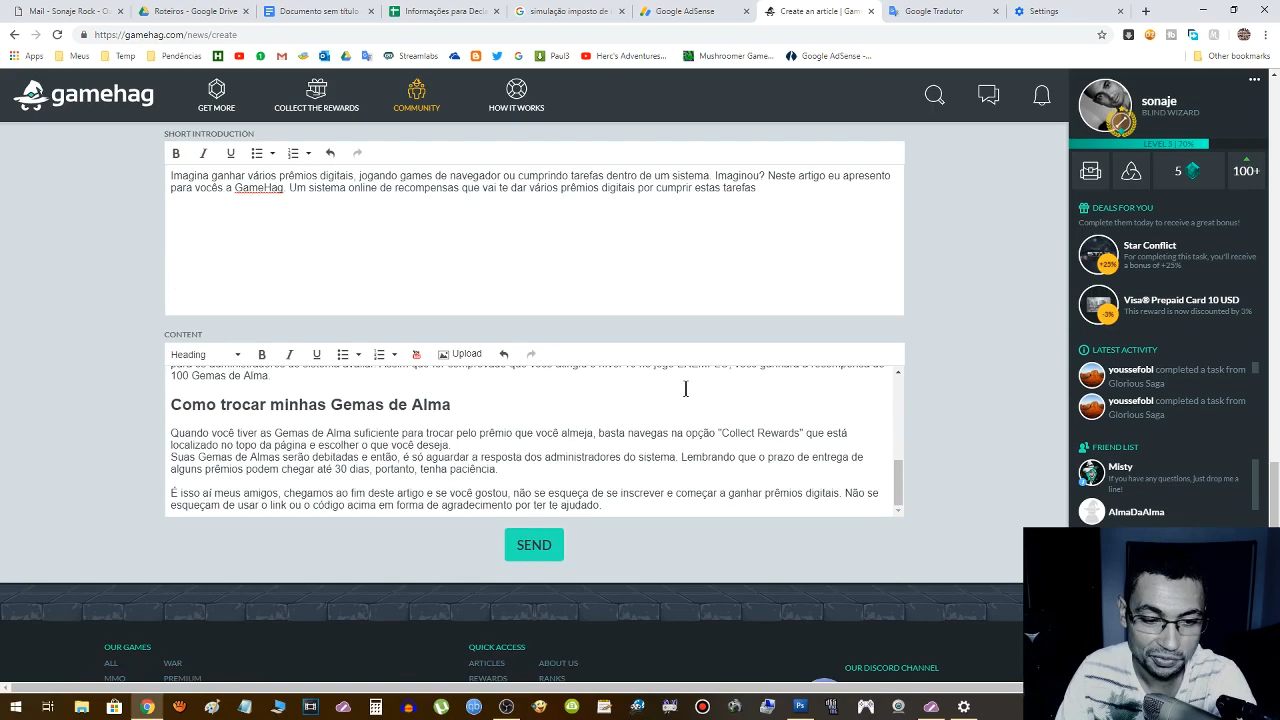 Mail - Paulo César - O
Roteiros - Google Drive
Documento sem título
Informações para Decl
simulação imposto de
Google AdSense
Create an article | Gam
Google Tradutor
Settings
https://gamehag.com/news/create
Apps
Meus
Temp
Pendências
Streamlabs
Paul3
Herc's Adventures...
Mushroomer Game...
Google AdSense -...
Other bookmarks
gamehag
GET MORE
COLLECT THE REWARDS
COMMUNITY
HOW IT WORKS
sonaje
BLIND WIZARD
LEVEL 3 | 70%
5
100+
SHORT INTRODUCTION
Imagina ganhar vários prêmios digitais, jogando games de navegador ou cumprindo tarefas dentro de um sistema. Imaginou? Neste artigo eu apresento
para vocês a GameHag. Um sistema online de recompensas que vai te dar vários prêmios digitais por cumprir estas tarefas
DEALS FOR YOU
Complete them today to receive a great bonus!
Star Conflict
For completing this task, you'll receive
a bonus of +25%
+25%
Visa® Prepaid Card 10 USD
This reward is now discounted by 3%
-3%
CONTENT
Heading
Upload
100 Gemas de Alma.
Como trocar minhas Gemas de Alma
Quando você tiver as Gemas de Alma suficiente para trocar pelo prêmio que você almeja, basta navegas na opção "Collect Rewards" que está
localizado no topo da página e escolher o que você deseja.
Suas Gemas de Almas serão debitadas e então, é só aguardar a resposta dos administradores do sistema. Lembrando que o prazo de entrega de
alguns prêmios podem chegar até 30 dias, portanto, tenha paciência.
É isso aí meus amigos, chegamos ao fim deste artigo e se você gostou, não se esqueça de se inscrever e começar a ganhar prêmios digitais. Não se
esqueçam de usar o link ou o código acima em forma de agradecimento por ter te ajudado.
SEND
LATEST ACTIVITY
youssefobl completed a task from
Glorious Saga
youssefobl completed a task from
Glorious Saga
FRIEND LIST
Misty
If you have any questions, just drop me a
line!
AlmaDaAlma
OUR GAMES
ALL
WAR
MMO
PREMIUM
QUICK ACCESS
ARTICLES
ABOUT US
REWARDS
RANKS
OUR DISCORD CHANNEL